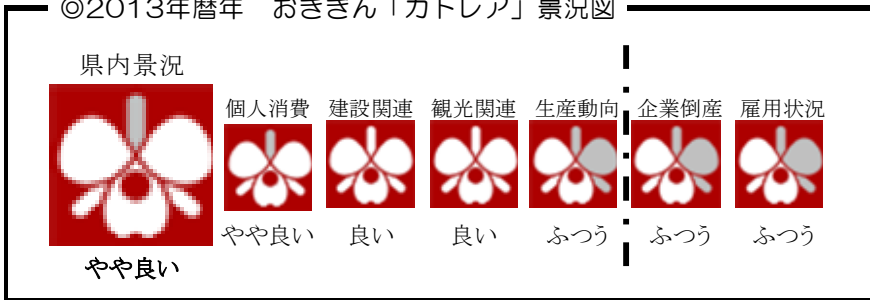 ◎2013年暦年 おきぎん「カトレア」景況図
県内景況
個人消費 建設関連 観光関連 生産動向 企業倒産 雇用状況
やや良い 良い 良い ふつう ふつう ふつう
やや良い